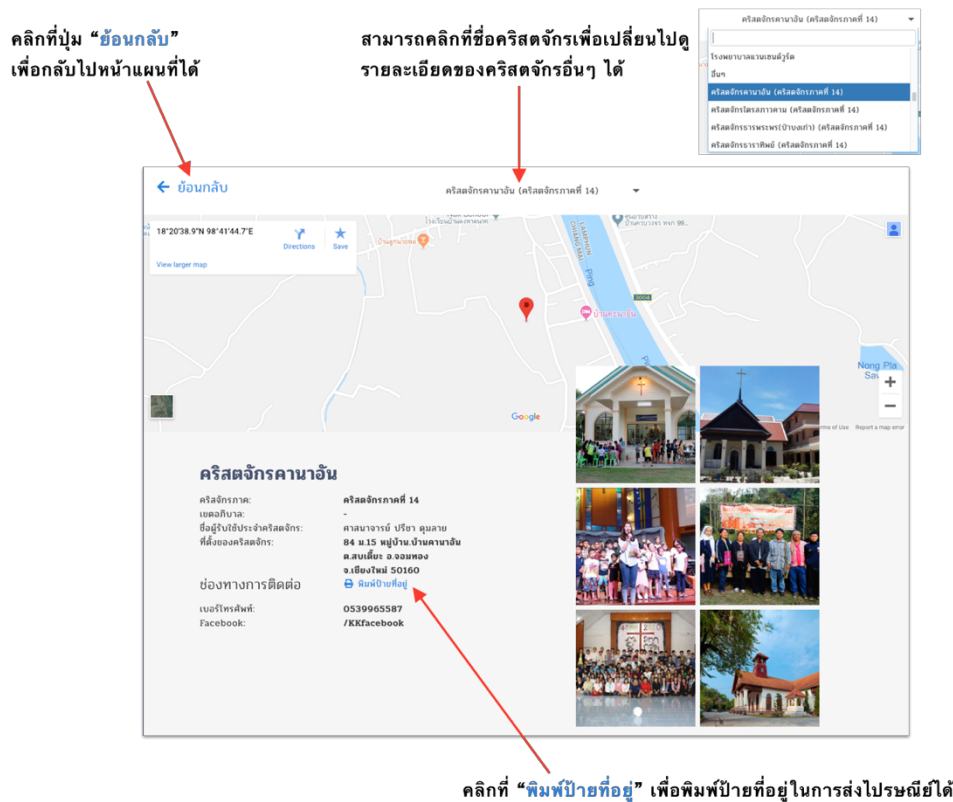 คลิกที่ปุ่ม “ย้อนกลับ”
เพื่อกลับไปหน้าแผนที่ได้
สามารถคลิกที่ชื่อคริสตจักรเพื่อเปลี่ยนไปดู
รายละเอียดของคริสตจักรอื่นๆ ได้
คริสตจักรคานาอัน (คริสตจักรภาคที่ 14)
โรงพยาบาลแวนแซนต์วูร์ด
อื่นๆ
คริสตจักรคานาอัน (คริสตจักรภาคที่ 14)
คริสตจักรไตรลภาวคาม (คริสตจักรภาคที่ 14)
คริสตจักรธารพระพร(ป่าบงเก่า) (คริสตจักรภาคที่ 14)
คริสตจักรธาราทิพย์ (คริสตจักรภาคที่ 14)
ย้อนกลับ
คริสตจักรคานาอัน (คริสตจักรภาคที่ 14)
18°20'38.9"N 98°41'44.7"E
Directions
Save
View larger map
LAMPHUN
CHIANG MAI
Ping
3004
Nong Pla
Google
Report a map error
คริสตจักรคานาอัน
คริสจักรภาค: คริสตจักรภาคที่ 14
เขตอภิบาล: -
ชื่อผู้รับใช้ประจำคริสตจักร: ศาสนาจารย์ ปรีชา ตุมลาย
ที่ตั้งของคริสตจักร: 84 ม.15 หมู่บ้าน.บ้านคานาอัน
ต.สบเตี๊ยะ อ.จอมทอง
จ.เชียงใหม่ 50160
ช่องทางการติดต่อ พิมพ์ป้ายที่อยู่
เบอร์โทรศัพท์: 0539965587
Facebook: /KKfacebook
คลิกที่ “พิมพ์ป้ายที่อยู่” เพื่อพิมพ์ป้ายที่อยู่ในการส่งไปรษณีย์ได้